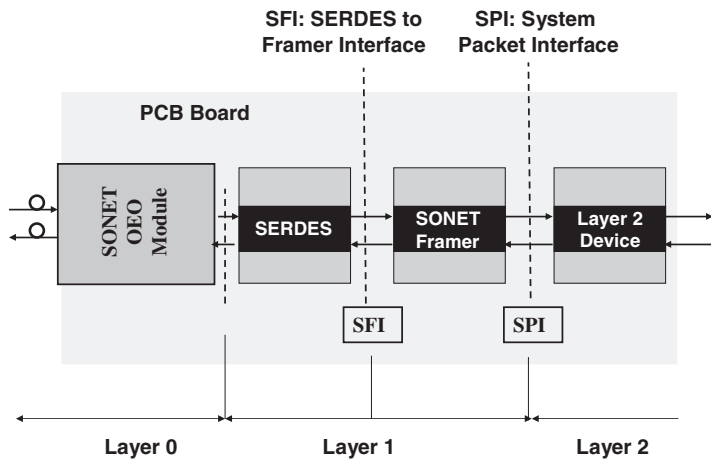 SFI: SERDES to
Framer Interface
SPI: System
Packet Interface
PCB Board
SONET
OEO
Module
SERDES
SONET
Framer
Layer 2
Device
SFI
SPI
Layer 0
Layer 1
Layer 2